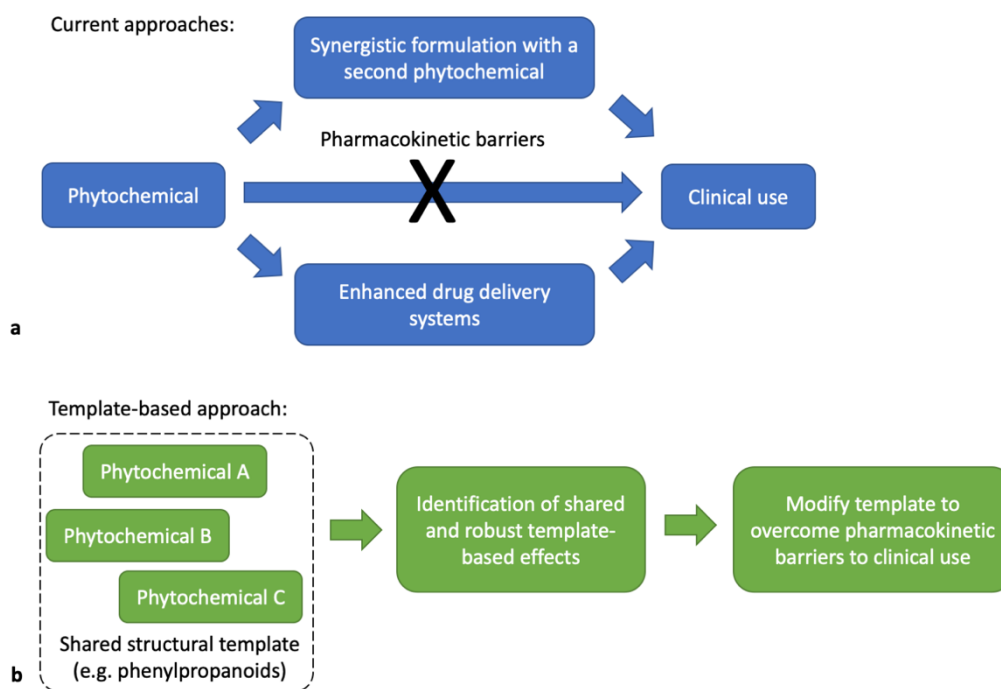 Current approaches:
Synergistic formulation with a
second phytochemical
Pharmacokinetic barriers
X
Phytochemical
Clinical use
Enhanced drug delivery
systems
a
Template-based approach:
Phytochemical A
Phytochemical B
Phytochemical C
Shared structural template
(e.g. phenylpropanoids)
Identification of shared
and robust template-
based effects
Modify template to
overcome pharmacokinetic
barriers to clinical use
b